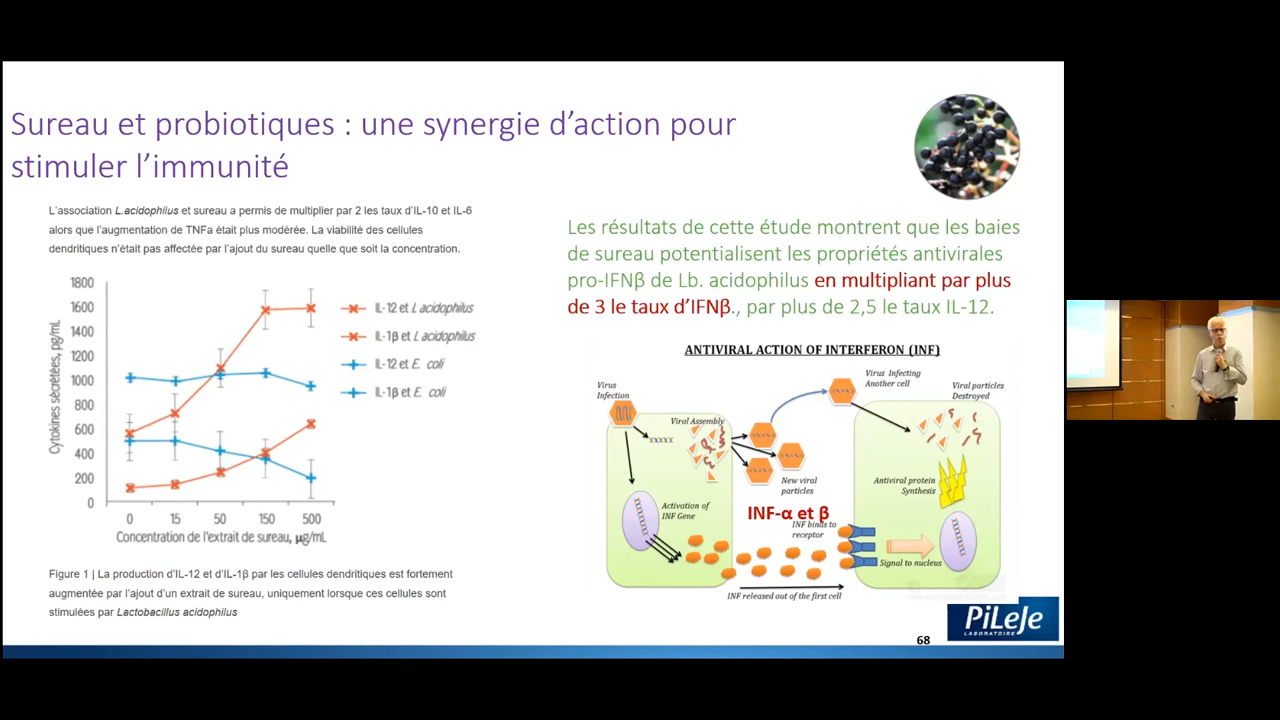 Sureau et probiotiques : une synergie d’action pour
stimuler l’immunité
L’association L.acidophilus et sureau a permis de multiplier par 2 les taux d’IL-10 et IL-6
alors que l’augmentation de TNFa était plus modérée. La viabilité des cellules
dendritiques n’était pas affectée par l’ajout du sureau quelle que soit la concentration.
Cytokines sécrétées, pg/mL
1800
1600
1400
1200
1000
800
600
400
200
0
0 15 50 150 500
Concentration de l'extrait de sureau, µg/mL
IL-12 et L acidophilus
IL-1β et L acidophilus
IL-12 et E. coli
IL-1β et E. coli
Figure 1 | La production d’IL-12 et d’IL-1β par les cellules dendritiques est fortement
augmentée par l’ajout d’un extrait de sureau, uniquement lorsque ces cellules sont
stimulées par Lactobacillus acidophilus
Les résultats de cette étude montrent que les baies
de sureau potentialisent les propriétés antivirales
pro-IFNβ de Lb. acidophilus en multipliant par plus
de 3 le taux d’IFNβ., par plus de 2,5 le taux IL-12.
ANTIVIRAL ACTION OF INTERFERON (INF)
Virus
Infection
Viral Assembly
Virus Infecting
Another cell
Viral particles
Destroyed
New viral
particles
Antiviral protein
Synthesis
Activation of
INF Gene
INF-α et β
INF binds to
receptor
Signal to nucleus
INF released out of the first cell
PiLeJe
LABORATOIRE
68